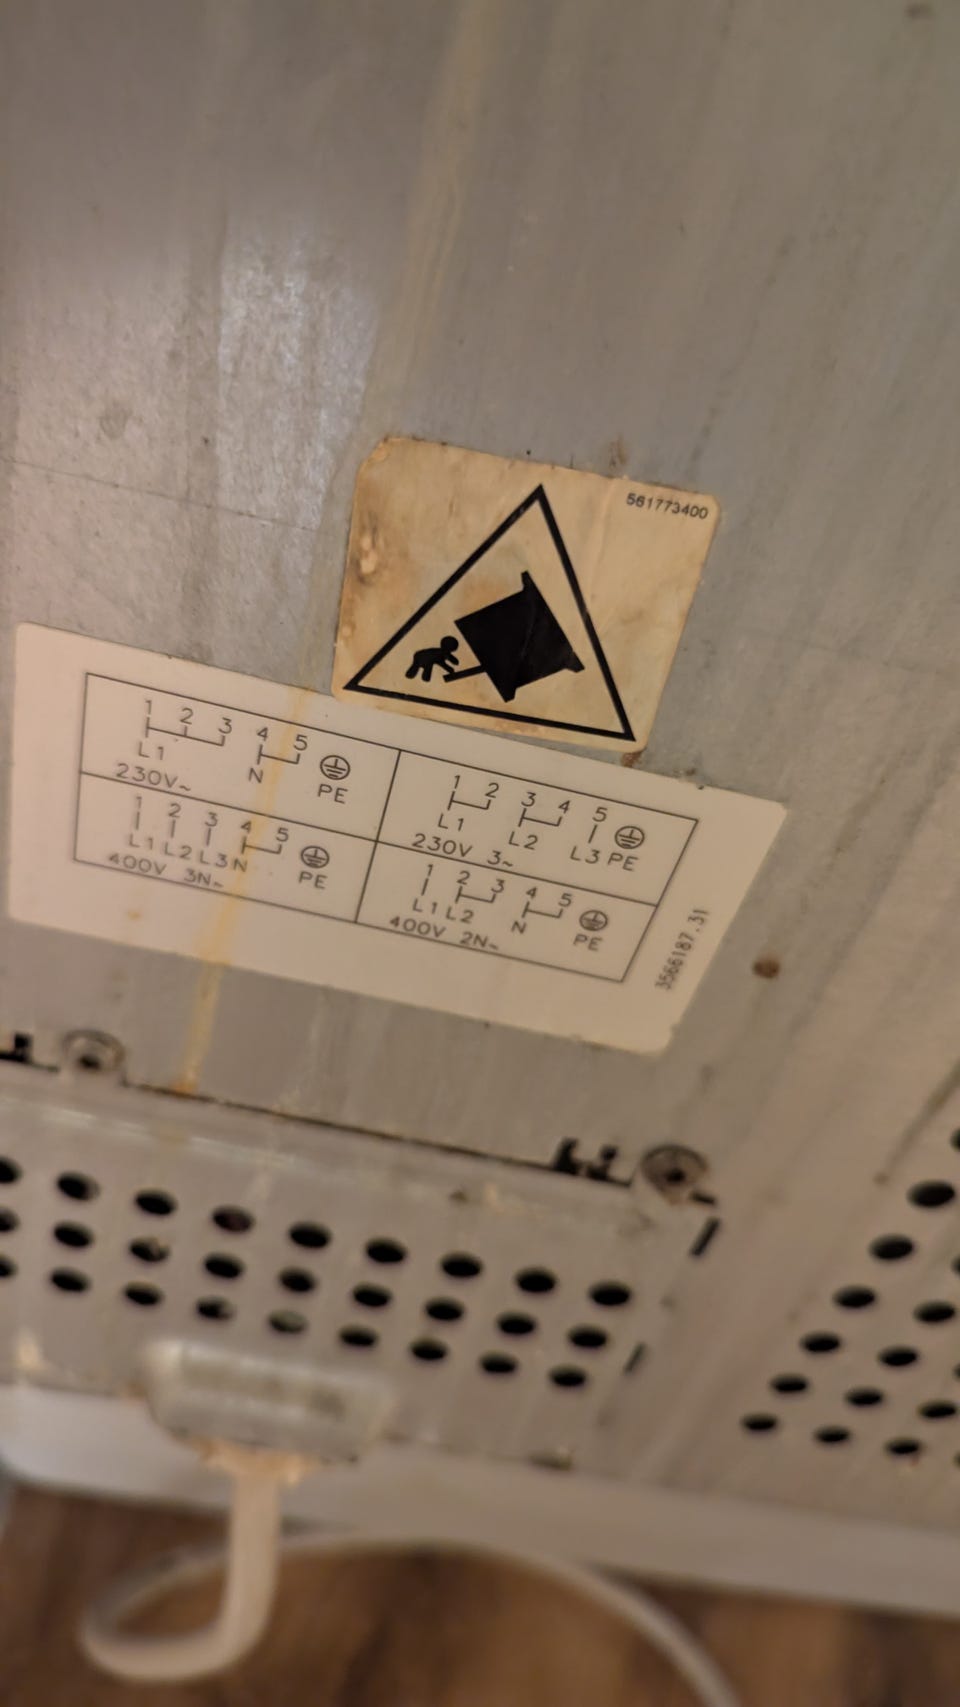 561773400
1 2 3 4 5
L1 N PE
230V~
1 2 3 4 5
L1 L2 L3 N PE
400V 3N~
1 2 3 4 5
L1 L2 L3 PE
230V 3~
1 2 3 4 5
L1 L2 N PE
400V 2N~
3566187.31